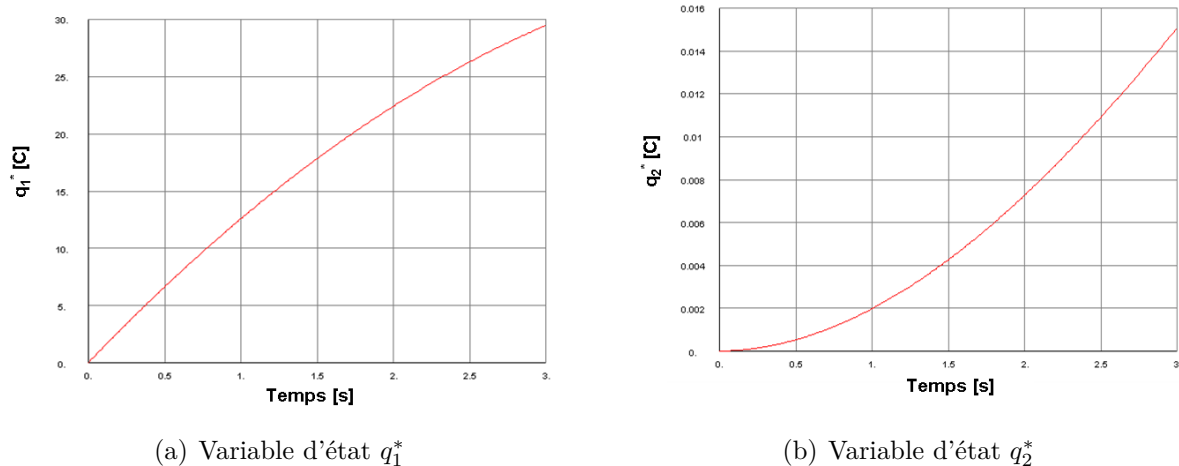 30.
25.
20.
15.
10.
5.
0.
q₁* [C]
0. 0.5 1. 1.5 2. 2.5 3.
Temps [s]
(a) Variable d'état q₁*
0.016
0.014
0.012
0.01
0.008
0.006
0.004
0.002
0.
q₂* [C]
0. 0.5 1. 1.5 2. 2.5 3
Temps [s]
(b) Variable d'état q₂*